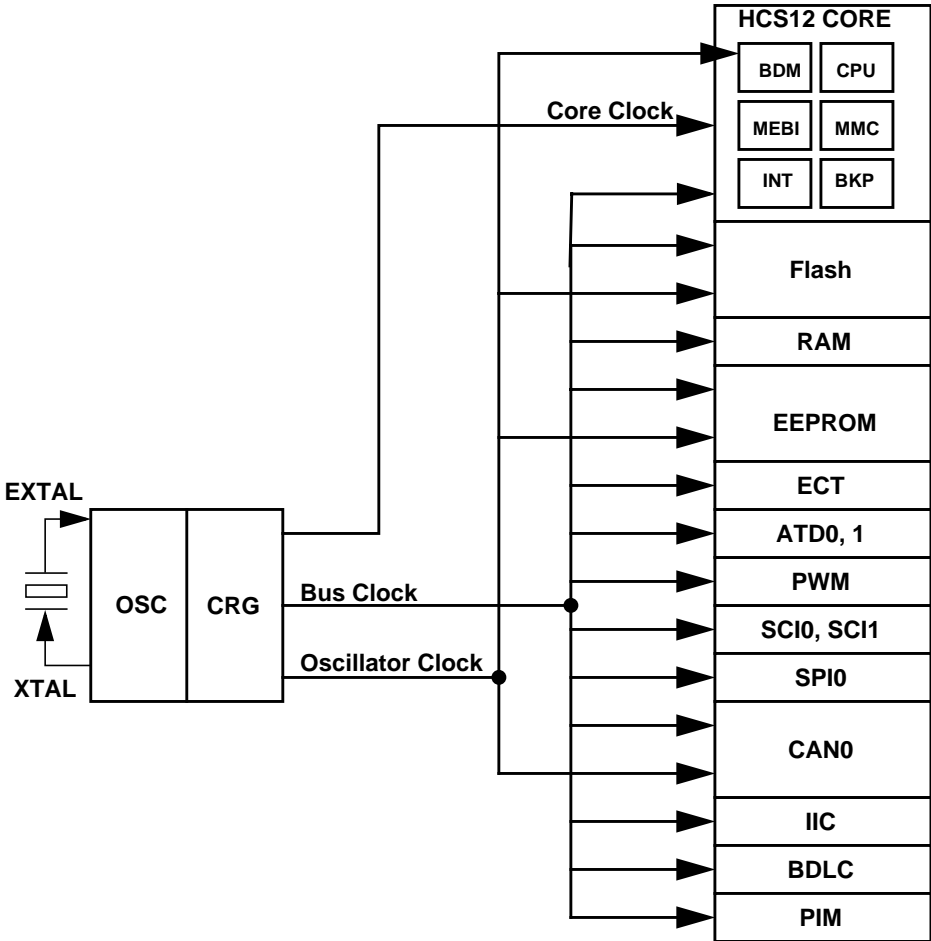 HCS12 CORE
BDM
CPU
Core Clock
MEBI
MMC
INT
BKP
Flash
RAM
EEPROM
EXTAL
ECT
ATD0, 1
PWM
OSC
CRG
Bus Clock
SCI0, SCI1
Oscillator Clock
SPI0
XTAL
CAN0
IIC
BDLC
PIM